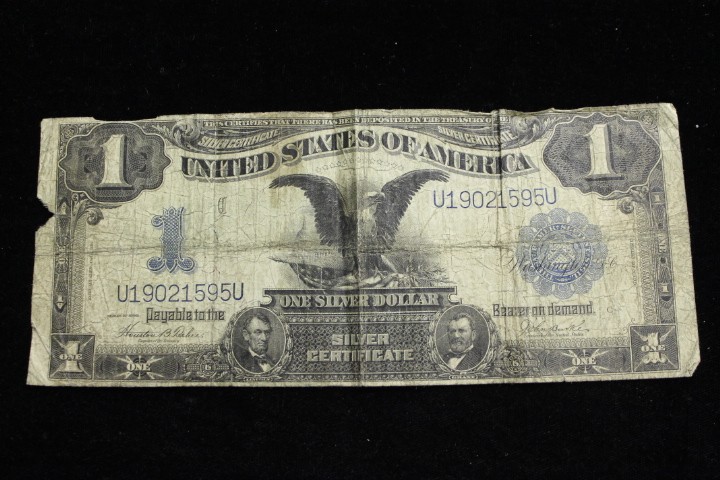 THIS CERTIFIES THAT THERE HAS BEEN DEPOSITED IN THE TREASURY OF THE
SILVER CERTIFICATE SILVER CERTIFICATE
1 UNITED STATES OF AMERICA 1
U19021595U
1
Washington, D.C.
U19021595U
ONE SILVER DOLLAR
Payable to the Bearer on demand.
SILVER
CERTIFICATE
ONE ONE ONE ONE